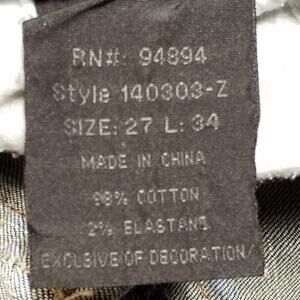 RN#: 94894
Style 140303-Z
SIZE: 27 L: 34
MADE IN CHINA
98% COTTON
2% ELASTANE
EXCLUSIVE OF DECORATION/